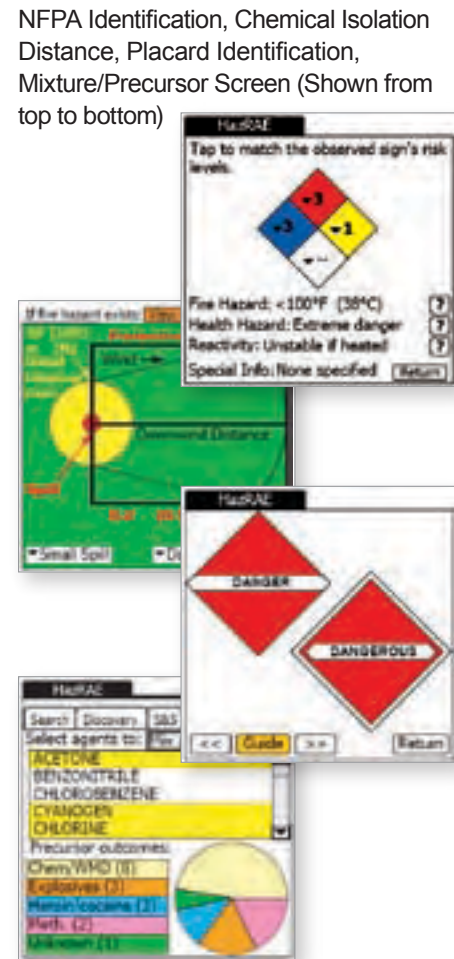 NFPA Identification, Chemical Isolation
Distance, Placard Identification,
Mixture/Precursor Screen (Shown from
top to bottom)
HazRAE
Tap to match the observed sign's risk
levels.
3
3
1
--
Fire Hazard: <100°F (38°C) ?
Health Hazard: Extreme danger ?
Reactivity: Unstable if heated ?
Special Info: None specified Return
If fire hazard exists:
Wind
Downwind Distance
Spill
Small Spill
HazRAE
DANGER
DANGEROUS
<< Guide >> Return
HazRAE
Search Discovery
Select agents to:
ACETONE
BENZONITRILE
CHLOROBENZENE
CYANOGEN
CHLORINE
Precursor outcomes:
Chem/WMD (8)
Explosives (3)
Heroin/cocaine (2)
Meth. (2)
Unknown (1)